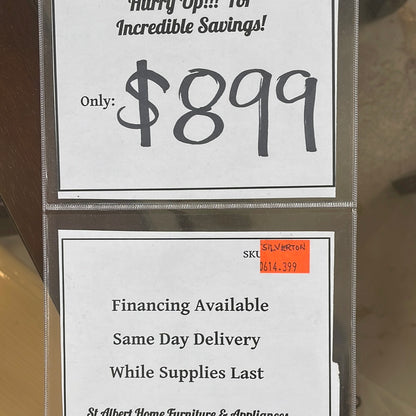 Hurry Up!!! For
Incredible Savings!
Only: $899
SKU
SILVERTON
0614.399
Financing Available
Same Day Delivery
While Supplies Last
St Albert Home Furniture & Appliances